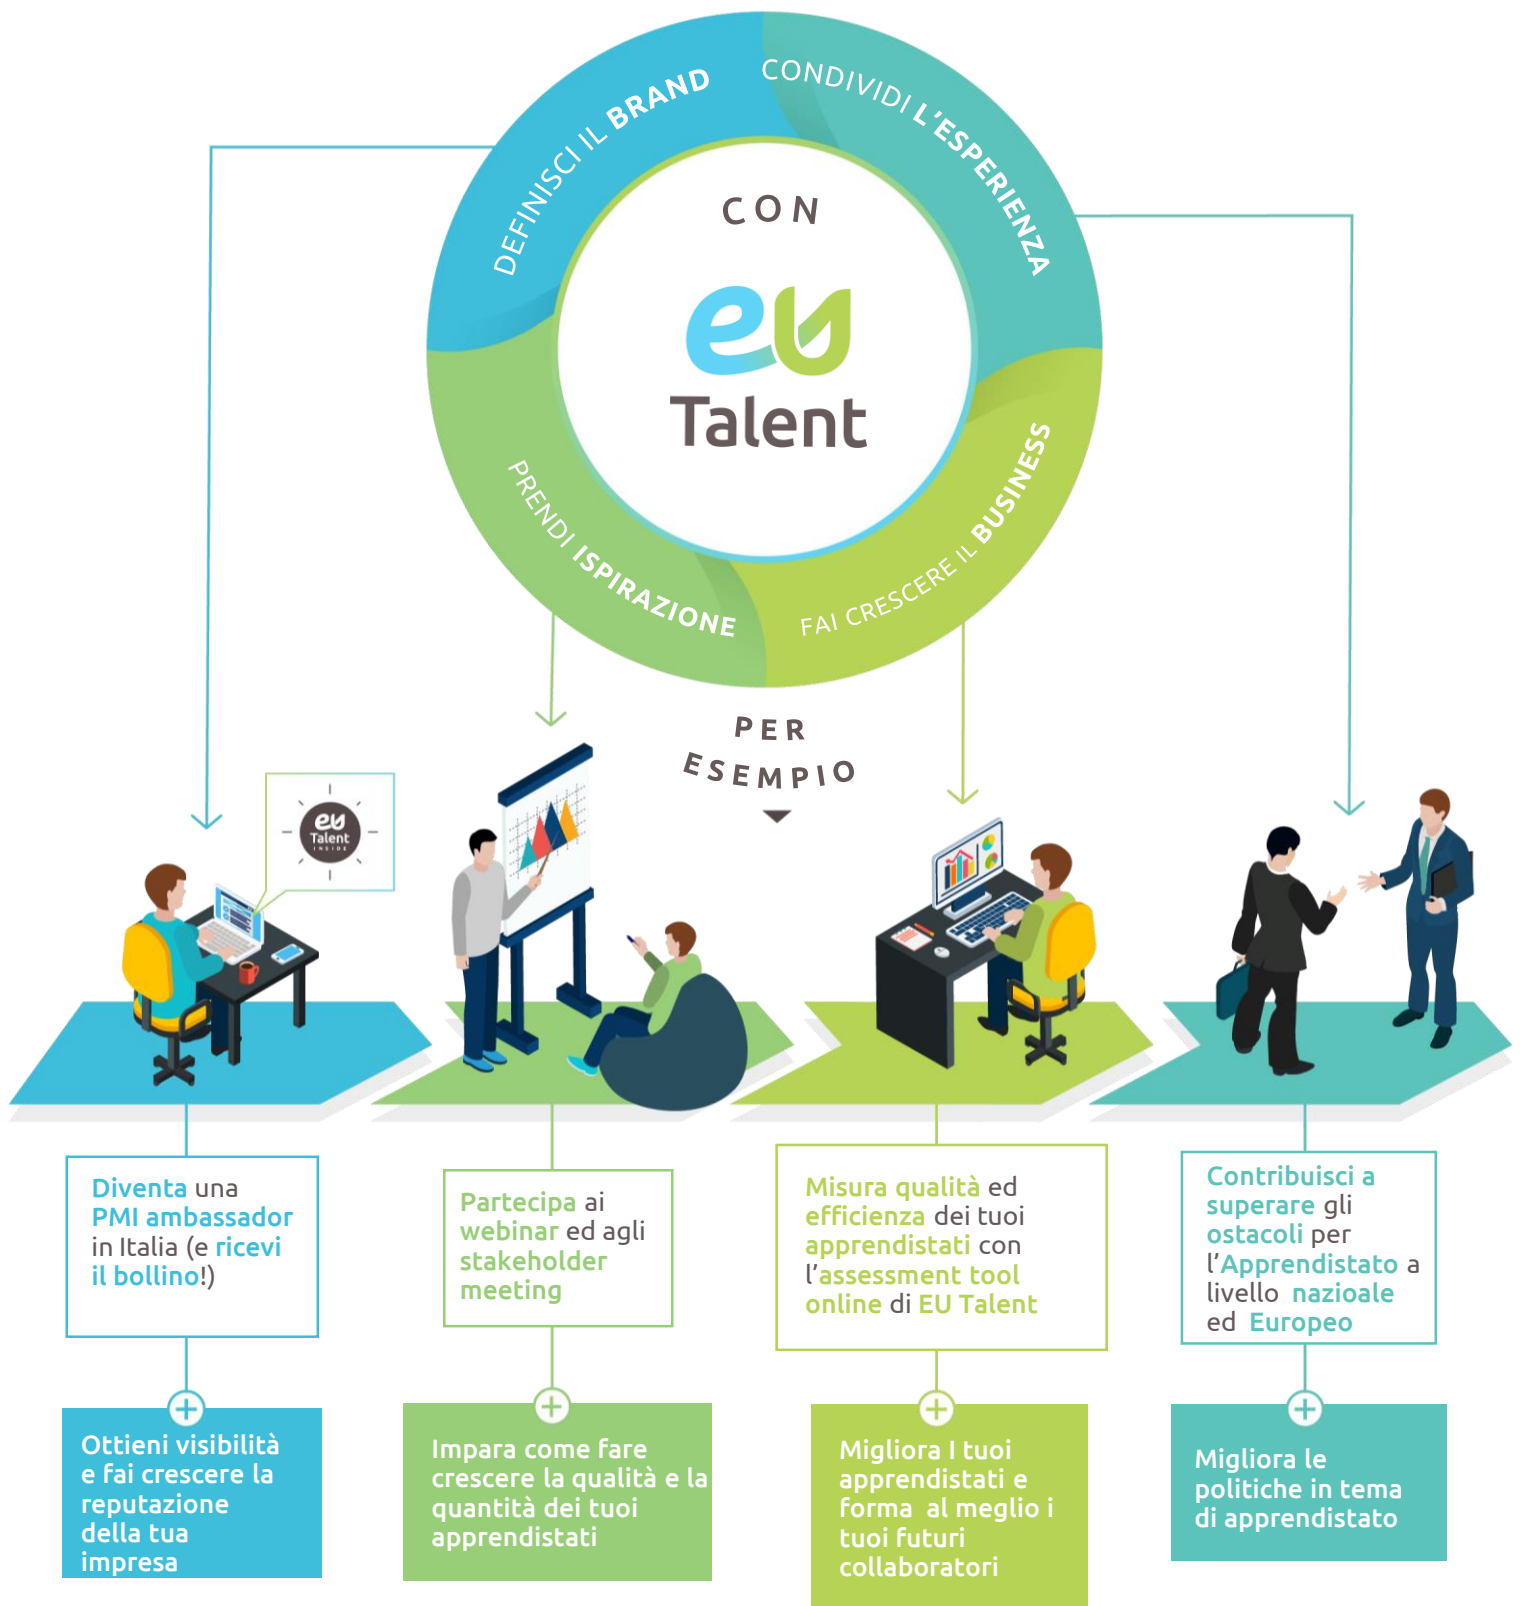 DEFINISCI IL BRAND
CONDIVIDI L'ESPERIENZA
PRENDI ISPIRAZIONE
FAI CRESCERE IL BUSINESS
CON
eu
Talent
PER
ESEMPIO
eu
Talent
INSIDE
Diventa una
PMI ambassador
in Italia (e ricevi
il bollino!)
Partecipa ai
webinar ed agli
stakeholder
meeting
Misura qualità ed
efficienza dei tuoi
apprendistati con
l'assessment tool
online di EU Talent
Contribuisci a
superare gli
ostacoli per
l'Apprendistato a
livello nazioale
ed Europeo
Ottieni visibilità
e fai crescere la
reputazione
della tua
impresa
Impara come fare
crescere la qualità e la
quantità dei tuoi
apprendistati
Migliora I tuoi
apprendistati e
forma al meglio i
tuoi futuri
collaboratori
Migliora le
politiche in tema
di apprendistato